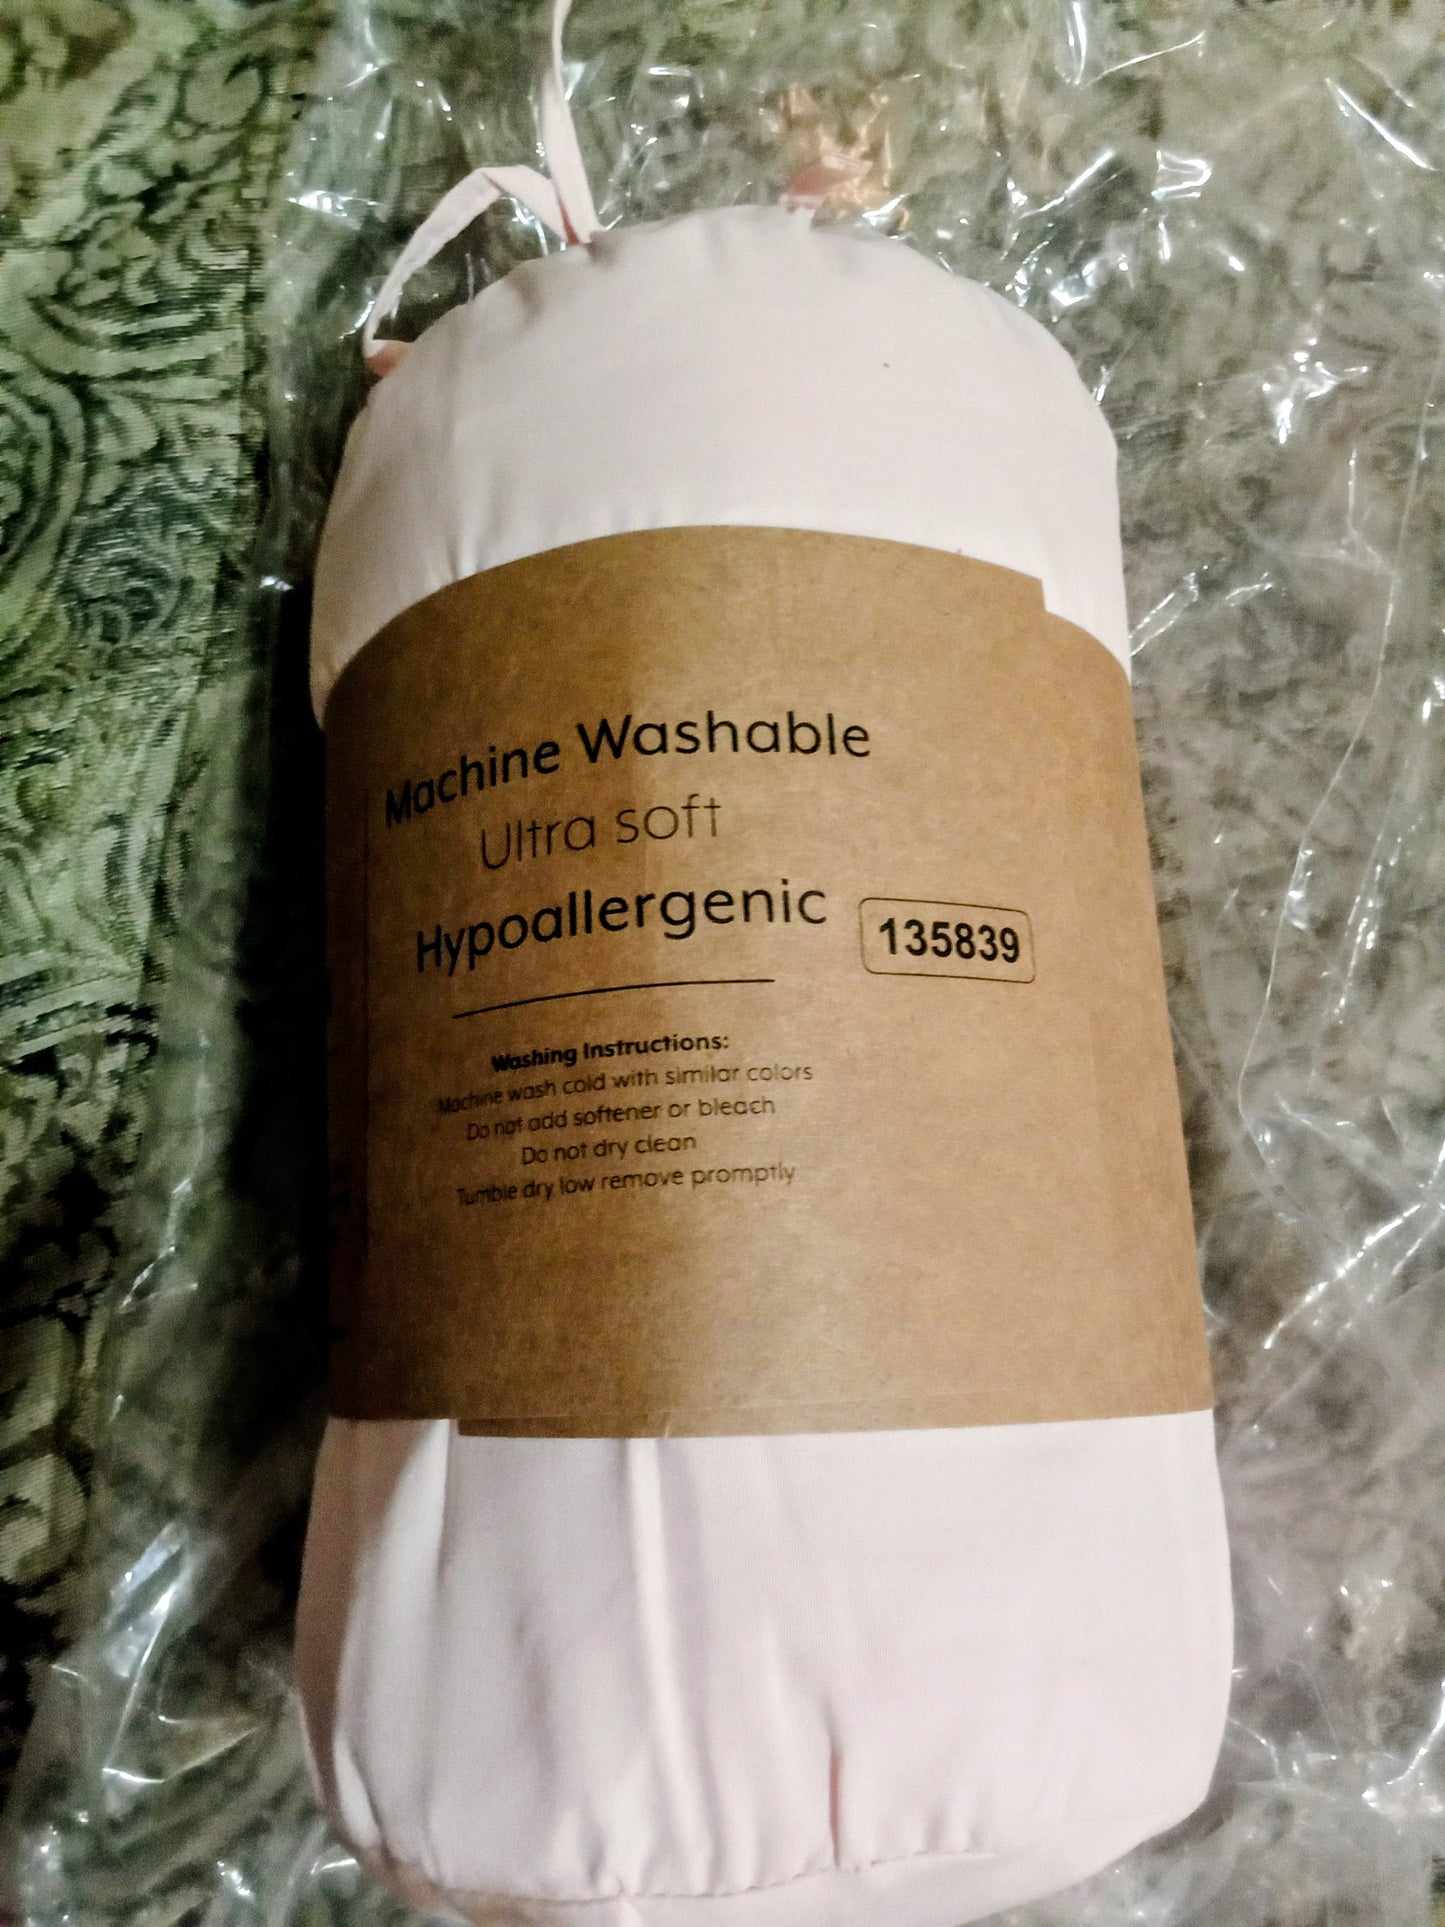 Machine Washable
Ultra soft
Hypoallergenic
135839
Washing Instructions:
Machine wash cold with similar colors
Do not add softener or bleach
Do not dry clean
Tumble dry low remove promptly